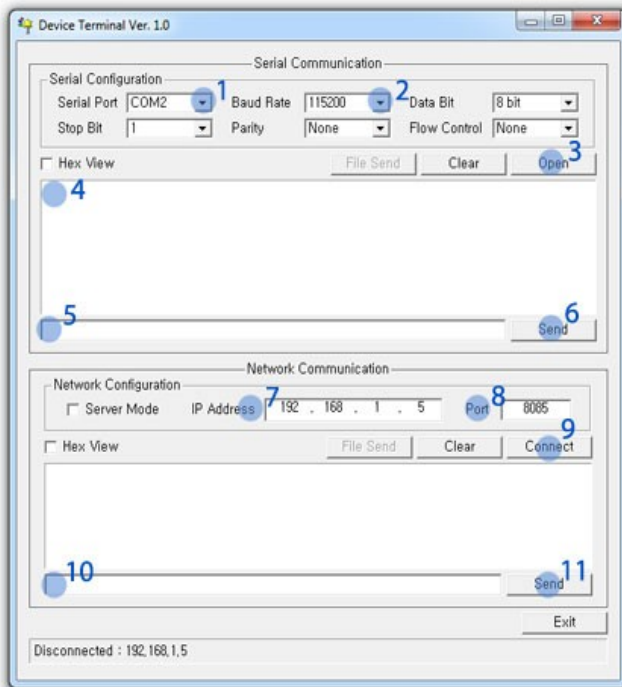 Device Terminal Ver. 1.0
Serial Communication
Serial Configuration
Serial Port COM2 1 Baud Rate 115200 2 Data Bit 8 bit
Stop Bit 1 Parity None Flow Control None
Hex View File Send Clear Open 3
4
5 Send 6
Network Communication
Network Configuration
Server Mode IP Address 7 192 . 168 . 1 . 5 Port 8 8085
Hex View File Send Clear Connect 9
10 Send 11
Exit
Disconnected : 192,168,1,5